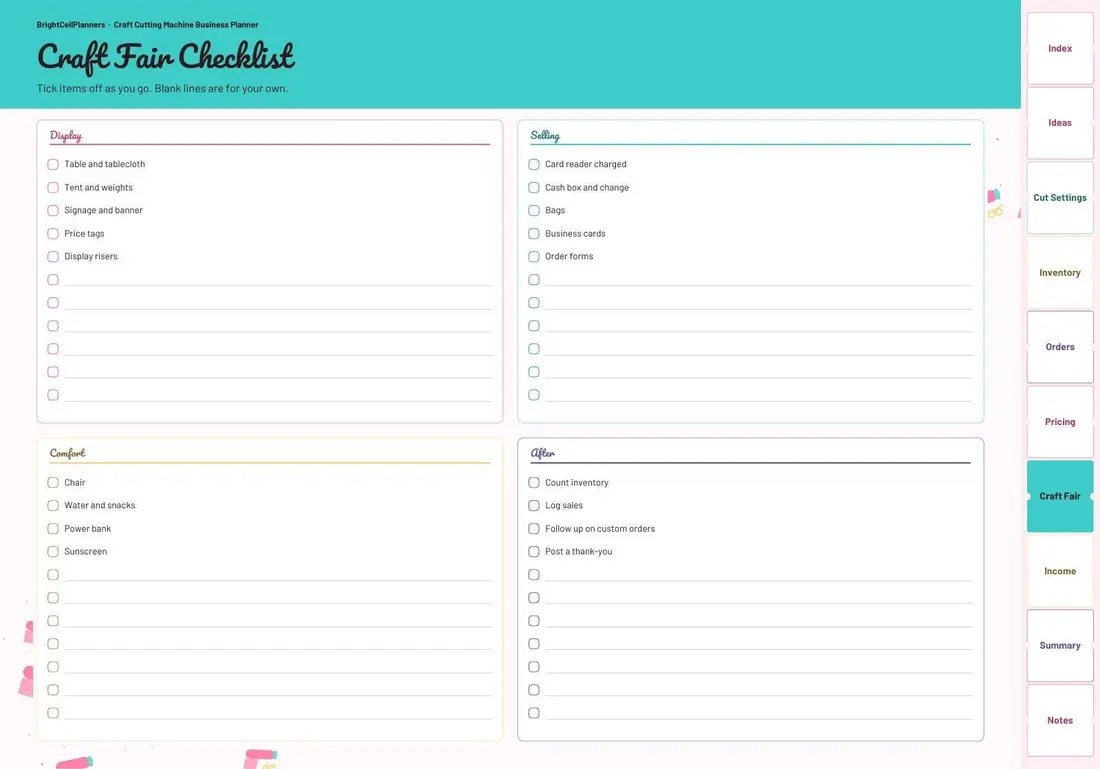 BrightCellPlanners · Craft Cutting Machine Business Planner
Craft Fair Checklist
Tick items off as you go. Blank lines are for your own.
Display
Table and tablecloth
Tent and weights
Signage and banner
Price tags
Display risers
Selling
Card reader charged
Cash box and change
Bags
Business cards
Order forms
Comfort
Chair
Water and snacks
Power bank
Sunscreen
After
Count inventory
Log sales
Follow up on custom orders
Post a thank-you
Index
Ideas
Cut Settings
Inventory
Orders
Pricing
Craft Fair
Income
Summary
Notes